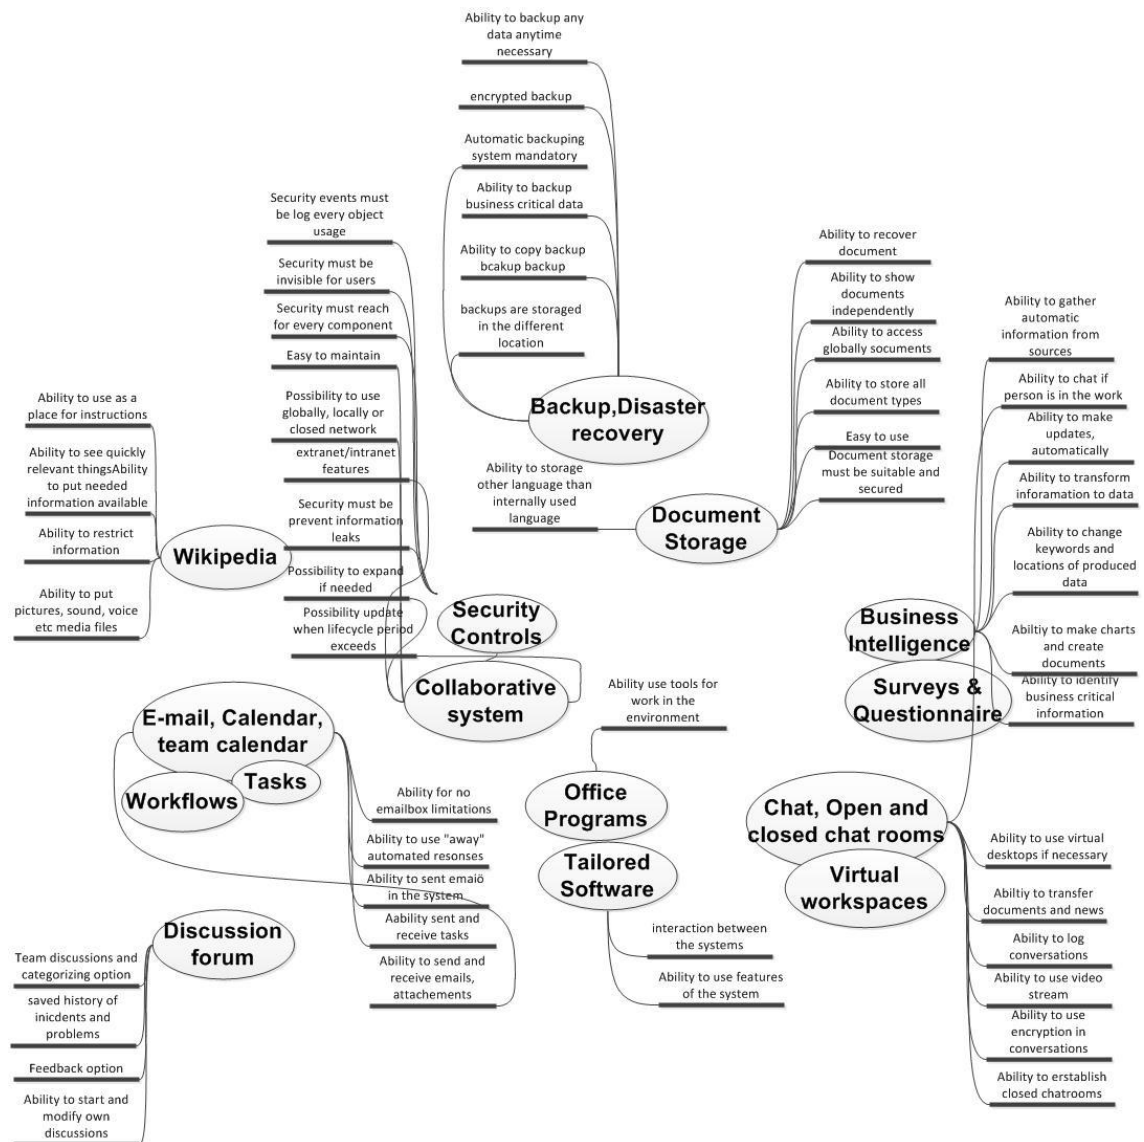 Ability to backup any
data anytime
necessary
encrypted backup
Automatic backuping
system mandatory
Ability to backup
business critical data
Ability to copy backup
bcakup backup
backups are storaged
in the different
location
Backup,Disaster
recovery
Security events must
be log every object
usage
Security must be
invisible for users
Security must reach
for every component
Easy to maintain
Possibility to use
globally, locally or
closed network
extranet/intranet
features
Security must be
prevent information
leaks
Possibility to expand
if needed
Possibility update
when lifecycle period
exceeds
Security
Controls
Collaborative
system
Ability to recover
document
Ability to show
documents
independently
Ability to access
globally socuments
Ability to store all
document types
Easy to use
Document storage
must be suitable and
secured
Ability to storage
other language than
internally used
language
Document
Storage
Ability to gather
automatic
information from
sources
Ability to chat if
person is in the work
Ability to make
updates,
automatically
Ability to transform
inforamation to data
Ability to change
keywords and
locations of produced
data
Abiltiy to make charts
and create
documents
Ability to identify
business critical
information
Business
Intelligence
Surveys &
Questionnaire
Ability to use as a
place for instructions
Ability to see quickly
relevant thingsAbility
to put needed
information available
Ability to restrict
information
Ability to put
pictures, sound, voice
etc media files
Wikipedia
E-mail, Calendar,
team calendar
Tasks
Workflows
Ability for no
emailbox limitations
Ability to use "away"
automated resonses
Ability to sent emaiö
in the system
Aability sent and
receive tasks
Ability to send and
receive emails,
attachements
Ability use tools for
work in the
environment
Office
Programs
Tailored
Software
interaction between
the systems
Ability to use features
of the system
Chat, Open and
closed chat rooms
Virtual
workspaces
Ability to use virtual
desktops if necessary
Abiltiy to transfer
documents and news
Ability to log
conversations
Ability to use video
stream
Ability to use
encryption in
conversations
Ability to erstablish
closed chatrooms
Discussion
forum
Team discussions and
categorizing option
saved history of
inicdents and
problems
Feedback option
Ability to start and
modify own
discussions